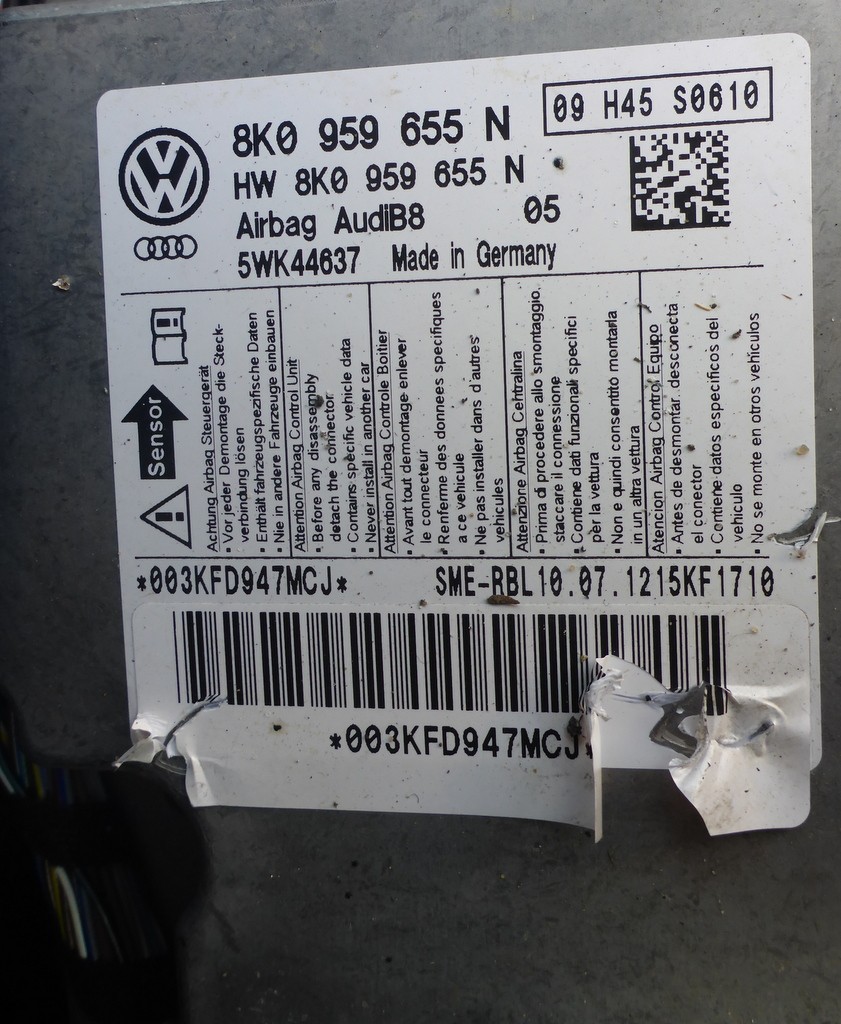 8K0 959 655 N
09 H45 S0610
HW 8K0 959 655 N
Airbag AudiB8 05
5WK44637 Made in Germany
Sensor
Achtung Airbag Steuergerät
• Vor jeder Demontage die Steck-
verbindung lösen
• Enthält fahrzeugspezifische Daten
• Nie in andere Fahrzeuge einbauen
Attention Airbag Control Unit
• Before any disassembly
detach the connector
• Contains specific vehicle data
• Never install in another car
Attention Airbag Controle Boitier
• Avant tout demontage enlever
le connecteur
• Renferme des donnees specifiques
a ce vehicule
• Ne pas installer dans d'autres
vehicules
Attenzione Airbag Cehtralina
• Prima di procedere allo smontaggio
staccare il connessione
• Contiene dati funzionali specifici
per la vettura
• Non e quindi consentito montarla
in un altra vettura
Atencion Airbag Control Equipo
• Antes de desmontar desconecta
el conector
• Contiene datos especificos del
vehiculo
• No se monte en otros vehiculos
*003KFD947MCJ* SME-RBL10.07.1215KF1710
*003KFD947MCJ